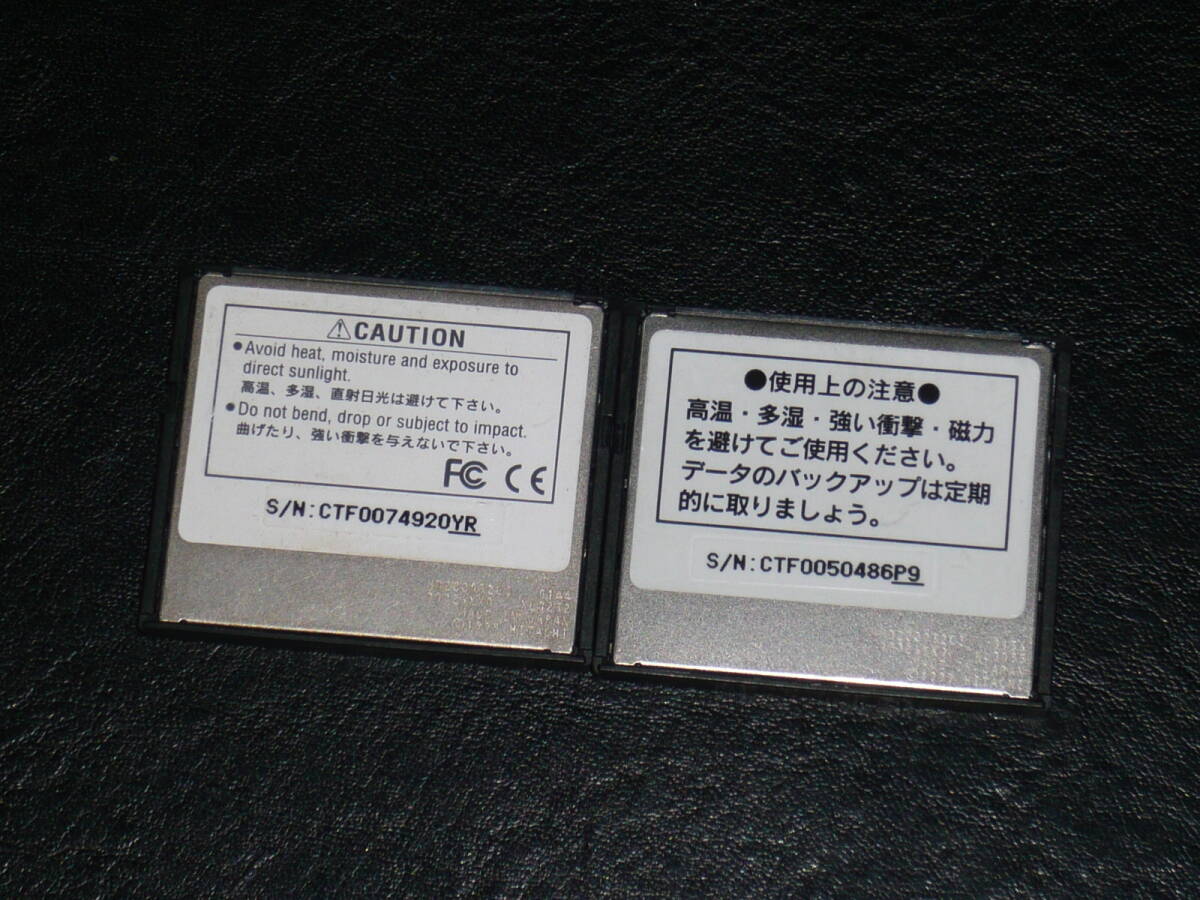 ⚠CAUTION
●Avoid heat, moisture and exposure to
direct sunlight.
高温、多湿、直射日光は避けて下さい。
●Do not bend, drop or subject to impact.
曲げたり、強い衝撃を与えないで下さい。
FC CE
S/N:CTF0074920YR
HITACHI
●使用上の注意●
高温・多湿・強い衝撃・磁力
を避けてご使用ください。
データのバックアップは定期
的に取りましょう。
S/N:CTF0050486P9